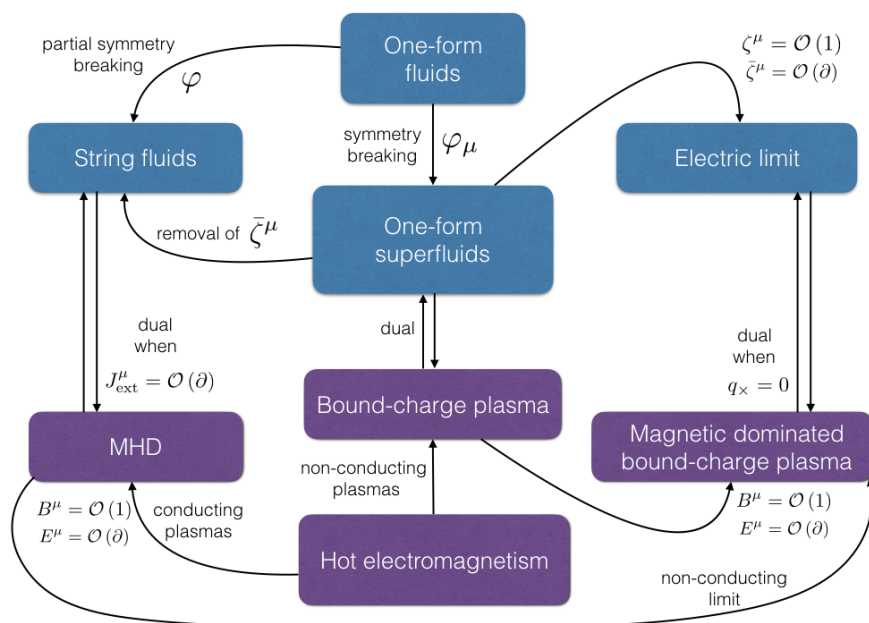 partial symmetry
breaking
φ
One-form
fluids
ζ^μ = O (1)
ζ̄^μ = O (∂)
String fluids
symmetry
breaking
φ_μ
Electric limit
removal of ζ̄^μ
One-form
superfluids
dual
when
J^μ_ext = O (∂)
dual
dual
when
q_× = 0
Bound-charge plasma
MHD
Magnetic dominated
bound-charge plasma
B^μ = O (1)
E^μ = O (∂)
conducting
plasmas
non-conducting
plasmas
B^μ = O (1)
E^μ = O (∂)
Hot electromagnetism
non-conducting
limit